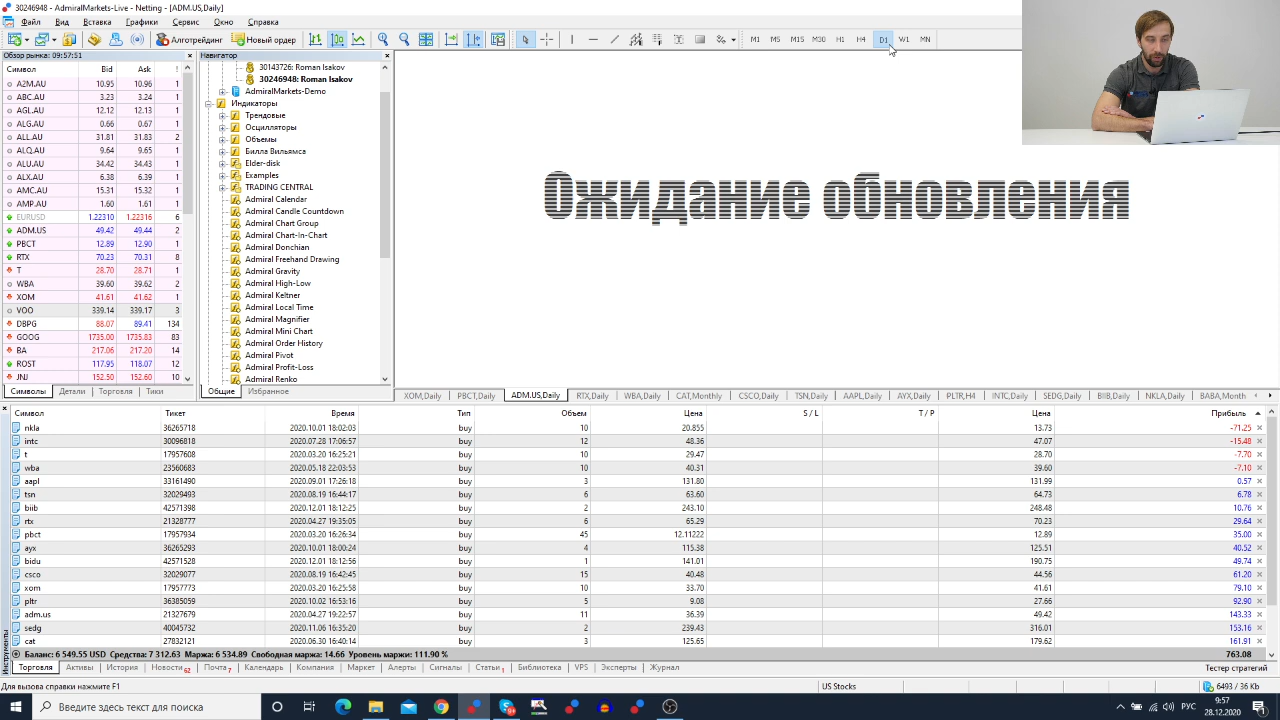 30246948 - AdmiralMarkets-Live - Netting - [ADM.US,Daily]
Файл Вид Вставка Графики Сервис Окно Справка
Алготрейдинг Новый ордер M1 M5 M15 M30 H1 H4 D1 W1 MN
Обзор рынка: 09:57:51
Символ Bid Ask !
A2M.AU 10.95 10.96 1
ABC.AU 3.23 3.24 1
AGL.AU 12.12 12.13 1
ALG.AU 0.66 0.67 1
ALL.AU 31.81 31.83 2
ALQ.AU 9.64 9.65 1
ALU.AU 34.42 34.43 1
ALX.AU 6.38 6.39 1
AMC.AU 15.31 15.32 1
AMP.AU 1.60 1.61 1
EURUSD 1.22310 1.22316 6
ADM.US 49.42 49.44 2
PBCT 12.89 12.90 1
RTX 70.23 70.31 8
T 28.70 28.71 1
WBA 39.60 39.62 2
XOM 41.61 41.62 1
VOO 339.14 339.17 3
DBPG 88.07 89.41 134
GOOG 1735.00 1735.83 83
BA 217.06 217.20 14
ROST 117.95 118.07 12
JNJ 152.50 152.60 10
Символы Детали Торговля Тики
Навигатор
30143726: Roman Isakov
30246948: Roman Isakov
AdmiralMarkets-Demo
Индикаторы
Трендовые
Осцилляторы
Объемы
Билла Вильямса
Elder-disk
Examples
TRADING CENTRAL
Admiral Calendar
Admiral Candle Countdown
Admiral Chart Group
Admiral Chart-In-Chart
Admiral Donchian
Admiral Freehand Drawing
Admiral Gravity
Admiral High-Low
Admiral Keltner
Admiral Local Time
Admiral Magnifier
Admiral Mini Chart
Admiral Order History
Admiral Pivot
Admiral Profit-Loss
Admiral Renko
Общие Избранное
Ожидание обновления
XOM,Daily PBCT,Daily ADM.US,Daily RTX,Daily WBA,Daily CAT,Monthly CSCO,Daily TSN,Daily AAPL,Daily AYX,Daily PLTR,H4 INTC,Daily SEDG,Daily BIIB,Daily NKLA,Daily BABA,Month
Символ Тикет Время Тип Объем Цена S / L T / P Цена Прибыль
nkla 36265718 2020.10.01 18:02:03 buy 10 20.855 13.73 -71.25
intc 30096818 2020.07.28 17:06:57 buy 12 48.36 47.07 -15.48
t 17957608 2020.03.20 16:25:21 buy 10 29.47 28.70 -7.70
wba 23560683 2020.05.18 22:03:53 buy 10 40.31 39.60 -7.10
aapl 33161490 2020.09.01 17:26:18 buy 3 131.80 131.99 0.57
tsn 32029493 2020.08.19 16:44:17 buy 6 63.60 64.73 6.78
biib 42571398 2020.12.01 18:12:25 buy 2 243.10 248.48 10.76
rtx 21328777 2020.04.27 19:35:05 buy 6 65.29 70.23 29.64
pbct 17957934 2020.03.20 16:26:34 buy 45 12.11222 12.89 35.00
ayx 36265293 2020.10.01 18:00:24 buy 4 115.38 125.51 40.52
bidu 42571528 2020.12.01 18:12:56 buy 1 141.01 190.75 49.74
csco 32029077 2020.08.19 16:42:45 buy 15 40.48 44.56 61.20
xom 17957773 2020.03.20 16:25:58 buy 10 33.70 41.61 79.10
pltr 36385059 2020.10.02 16:53:16 buy 5 9.08 27.66 92.90
adm.us 21327679 2020.04.27 19:22:57 buy 11 36.39 49.42 143.33
sedg 40045732 2020.11.06 16:35:20 buy 2 239.43 316.01 153.16
cat 27832121 2020.06.30 16:40:14 buy 3 125.65 179.62 161.91
Баланс: 6 549.55 USD Средства: 7 312.63 Маржа: 6 534.89 Свободная маржа: 14.66 Уровень маржи: 111.90 % 763.08
Инструменты
Торговля Активы История Новости 62 Почта 7 Календарь Компания Маркет Алерты Сигналы Статьи 1 Библиотека VPS Эксперты Журнал Тестер стратегий
Для вызова справки нажмите F1 US Stocks 6493 / 36 Kb
Введите здесь текст для поиска РУС 9:57
28.12.2020